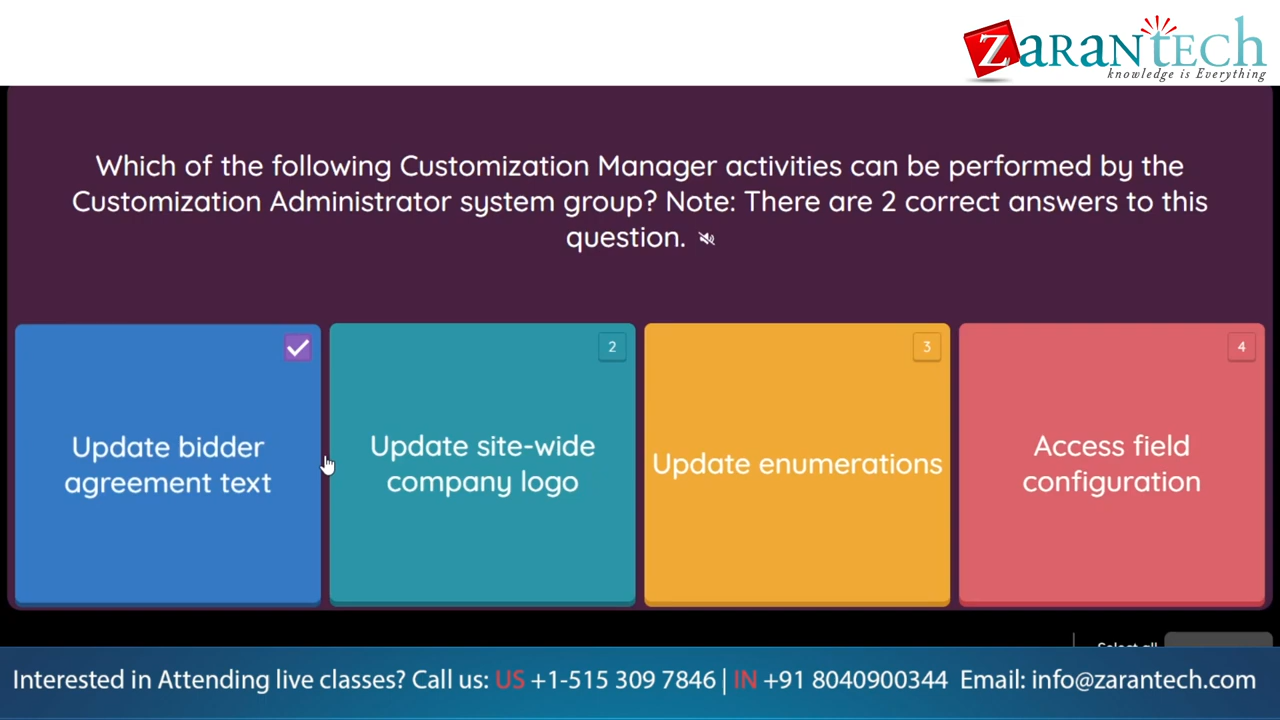 ZARANTECH
knowledge is Everything
Which of the following Customization Manager activities can be performed by the
Customization Administrator system group? Note: There are 2 correct answers to this
question.
Update bidder
agreement text
2
Update site-wide
company logo
3
Update enumerations
4
Access field
configuration
Select all
Interested in Attending live classes? Call us: US +1-515 309 7846 | IN +91 8040900344 Email: info@zarantech.com